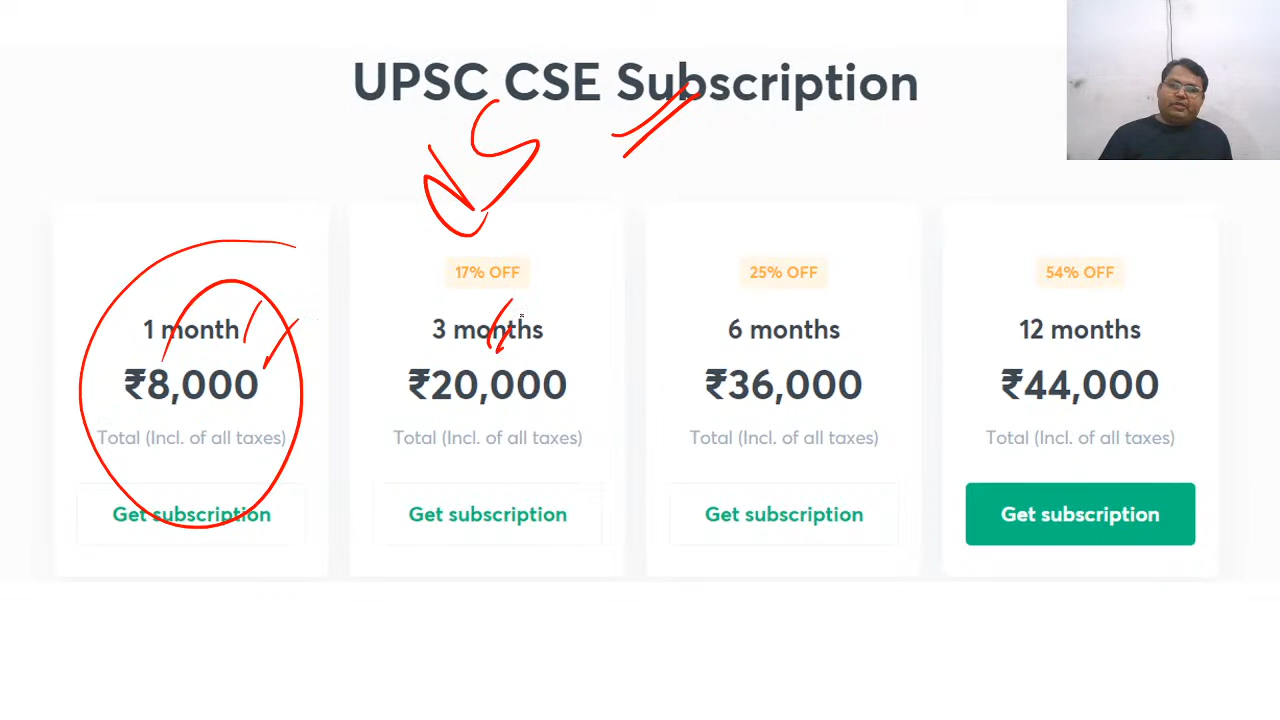 UPSC CSE Subscription
17% OFF
25% OFF
54% OFF
1 month
3 months
6 months
12 months
₹8,000
₹20,000
₹36,000
₹44,000
Total (Incl. of all taxes)
Total (Incl. of all taxes)
Total (Incl. of all taxes)
Total (Incl. of all taxes)
Get subscription
Get subscription
Get subscription
Get subscription